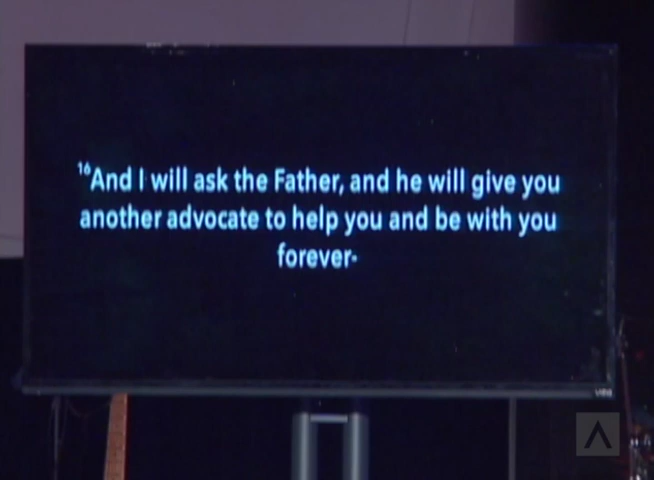 ¹⁶And I will ask the Father, and he will give you
another advocate to help you and be with you
forever-